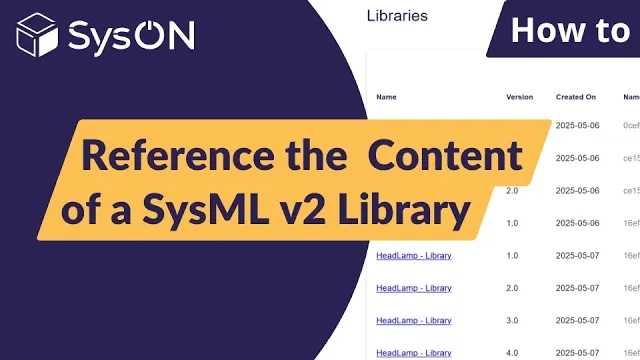 SysON
Libraries
How to
Name Version Created On Nam
2025-05-06 0cef
2025-05-06 ce15
2.0 2025-05-06 ce15
1.0 2025-05-06 16ef
HeadLamp - Library 1.0 2025-05-07 16ef
HeadLamp - Library 2.0 2025-05-07 16ef
HeadLamp - Library 3.0 2025-05-07 16ef
HeadLamp - Library 4.0 2025-05-07 16ef
Reference the Content
of a SysML v2 Library